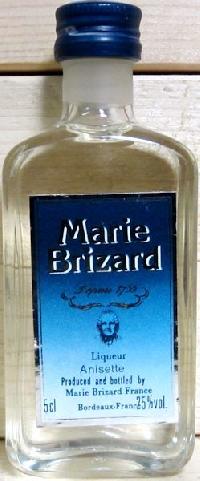 Marie
Brizard
Depuis 1755
Liqueur
Anisette
Produced and bottled by
Marie Brizard France
5cl Bordeaux-France 25%vol.